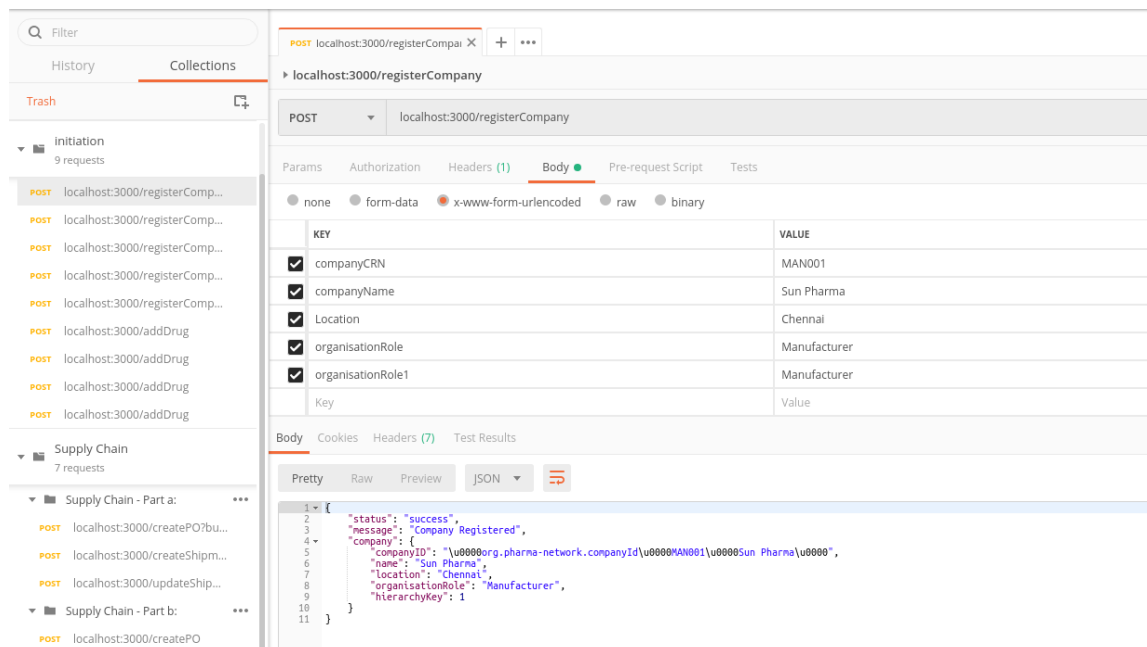 Filter
History Collections
Trash
initiation
9 requests
POST localhost:3000/registerComp...
POST localhost:3000/registerComp...
POST localhost:3000/registerComp...
POST localhost:3000/registerComp...
POST localhost:3000/registerComp...
POST localhost:3000/addDrug
POST localhost:3000/addDrug
POST localhost:3000/addDrug
POST localhost:3000/addDrug
Supply Chain
7 requests
Supply Chain - Part a: •••
POST localhost:3000/createPO?bu...
POST localhost:3000/createShipm...
POST localhost:3000/updateShip...
Supply Chain - Part b: •••
POST localhost:3000/createPO
POST localhost:3000/registerCompa × + •••
localhost:3000/registerCompany
POST localhost:3000/registerCompany
Params Authorization Headers (1) Body Pre-request Script Tests
none form-data x-www-form-urlencoded raw binary
KEY VALUE
companyCRN MAN001
companyName Sun Pharma
Location Chennai
organisationRole Manufacturer
organisationRole1 Manufacturer
Key Value
Body Cookies Headers (7) Test Results
Pretty Raw Preview JSON
1 {
2 "status": "success",
3 "message": "Company Registered",
4 "company": {
5 "companyID": "\u0000org.pharma-network.companyId\u0000MAN001\u0000Sun Pharma\u0000",
6 "name": "Sun Pharma",
7 "location": "Chennai",
8 "organisationRole": "Manufacturer",
9 "hierarchyKey": 1
10 }
11 }